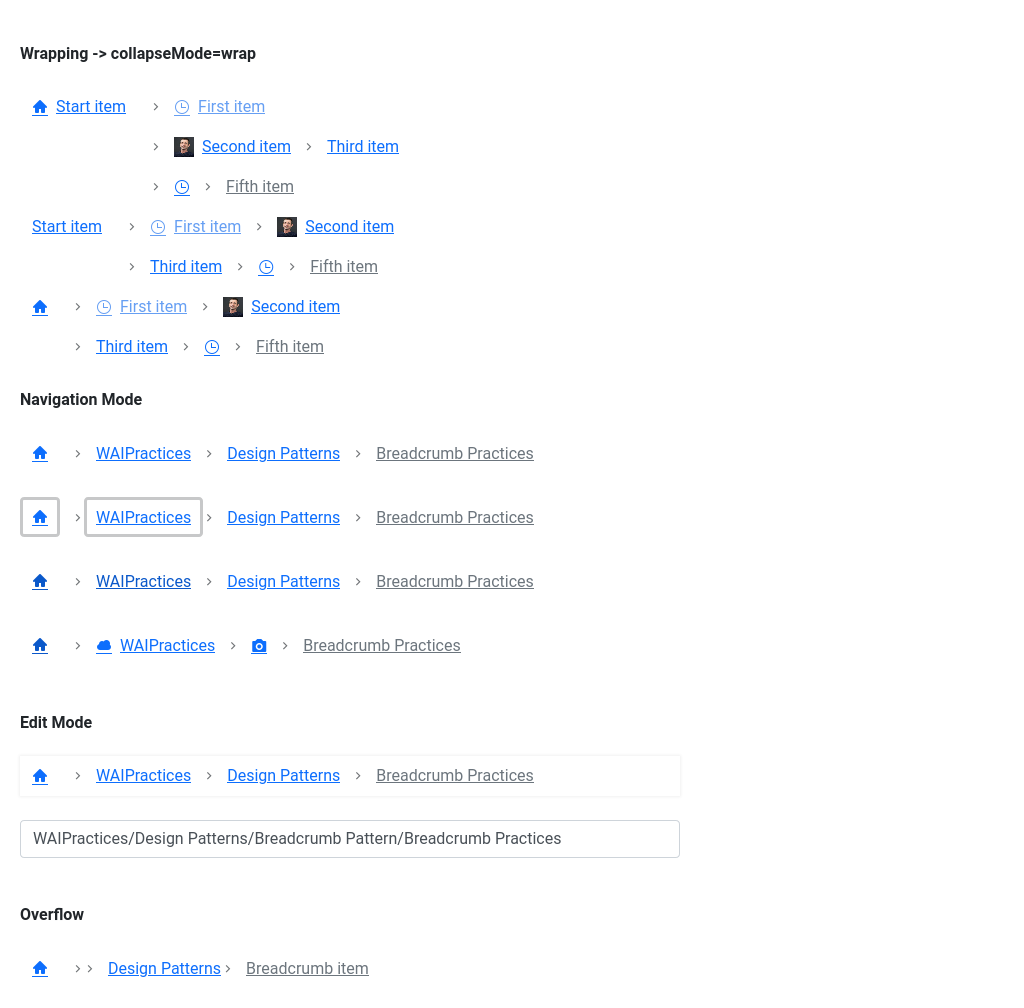 Wrapping -> collapseMode=wrap
Start item > First item
> Second item > Third item
> > Fifth item
Start item > First item > Second item
> Third item > > Fifth item
> First item > Second item
> Third item > > Fifth item
Navigation Mode
> WAIPractices > Design Patterns > Breadcrumb Practices
> WAIPractices > Design Patterns > Breadcrumb Practices
> WAIPractices > Design Patterns > Breadcrumb Practices
> WAIPractices > > Breadcrumb Practices
Edit Mode
> WAIPractices > Design Patterns > Breadcrumb Practices
WAIPractices/Design Patterns/Breadcrumb Pattern/Breadcrumb Practices
Overflow
> > Design Patterns > Breadcrumb item